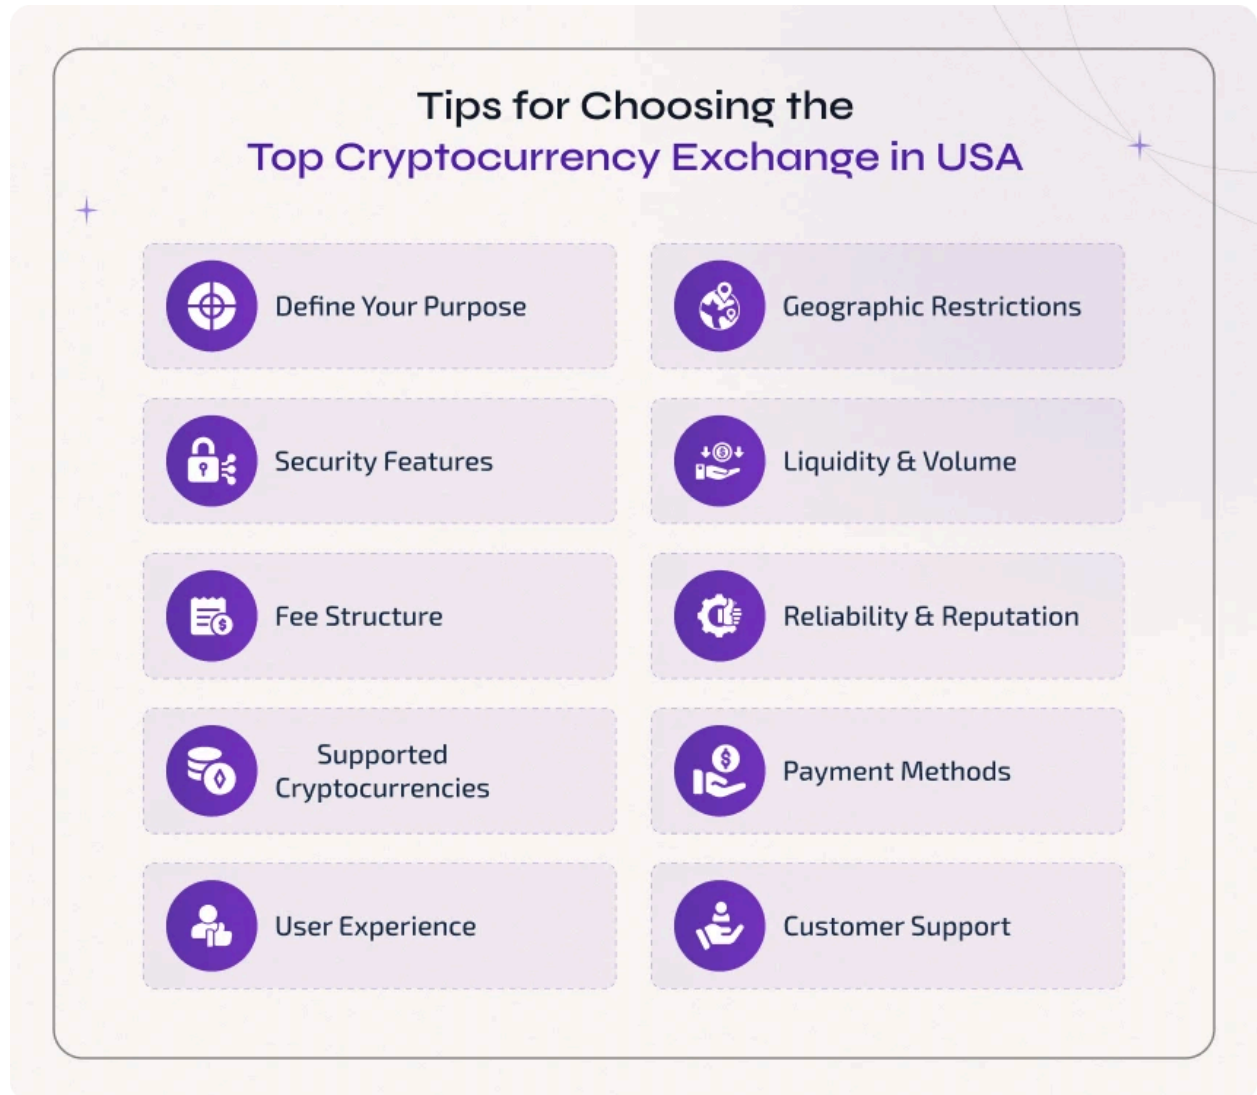 Tips for Choosing the
Top Cryptocurrency Exchange in USA
Define Your Purpose
Geographic Restrictions
Security Features
Liquidity & Volume
Fee Structure
Reliability & Reputation
Supported
Cryptocurrencies
Payment Methods
User Experience
Customer Support